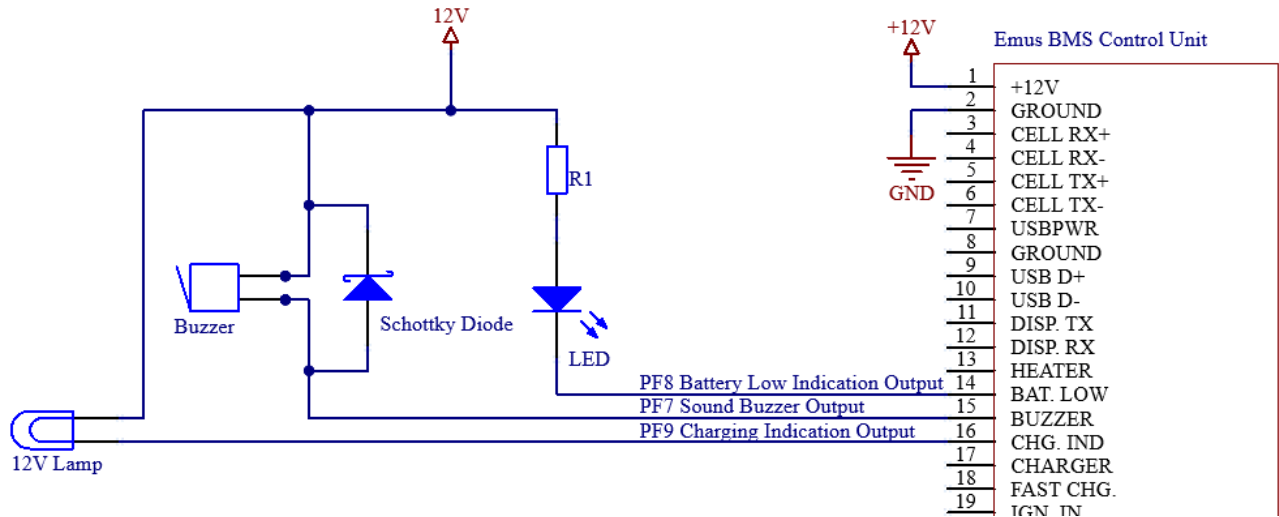 12V
+12V
Emus BMS Control Unit
1
+12V
2
GROUND
3
CELL RX+
4
CELL RX-
5
CELL TX+
6
CELL TX-
7
USBPWR
8
GROUND
9
USB D+
10
USB D-
11
DISP. TX
12
DISP. RX
13
HEATER
14
BAT. LOW
15
BUZZER
16
CHG. IND
17
CHARGER
18
FAST CHG.
19
IGN. IN
GND
R1
Buzzer
Schottky Diode
LED
PF8 Battery Low Indication Output
PF7 Sound Buzzer Output
PF9 Charging Indication Output
12V Lamp